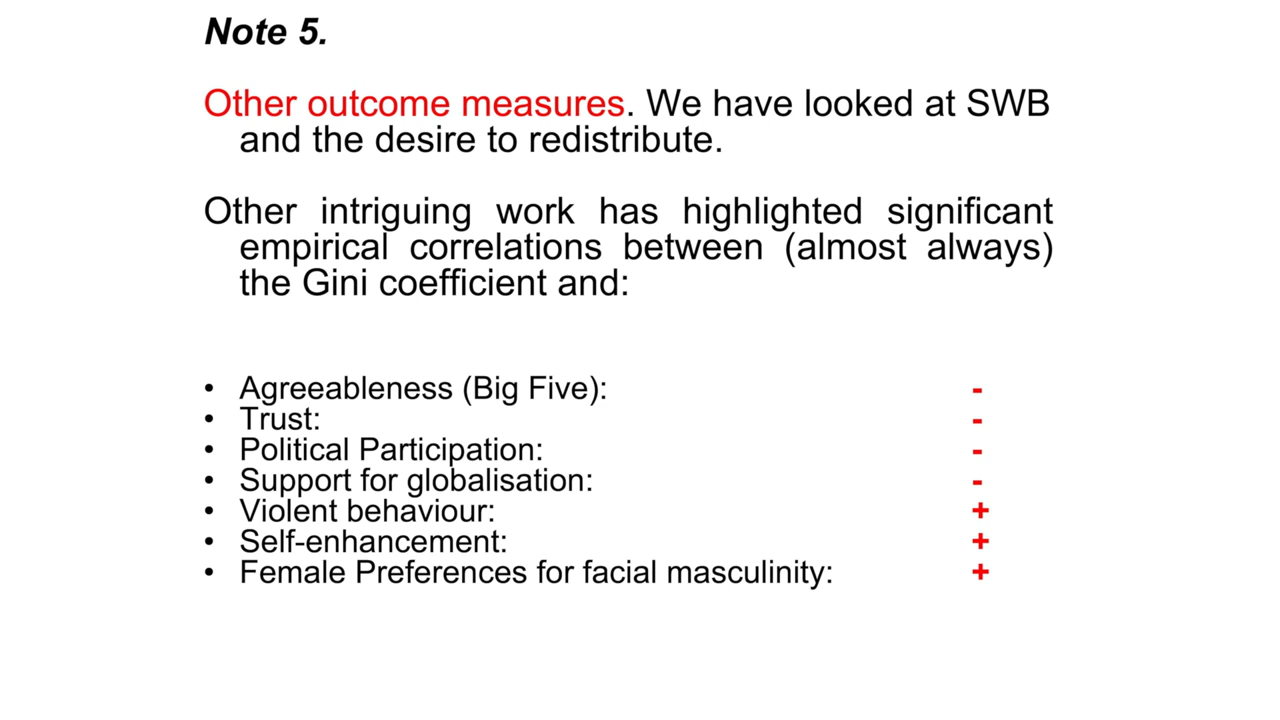 Note 5.
Other outcome measures. We have looked at SWB
and the desire to redistribute.
Other intriguing work has highlighted significant
empirical correlations between (almost always)
the Gini coefficient and:
• Agreeableness (Big Five): -
• Trust: -
• Political Participation: -
• Support for globalisation: -
• Violent behaviour: +
• Self-enhancement: +
• Female Preferences for facial masculinity: +